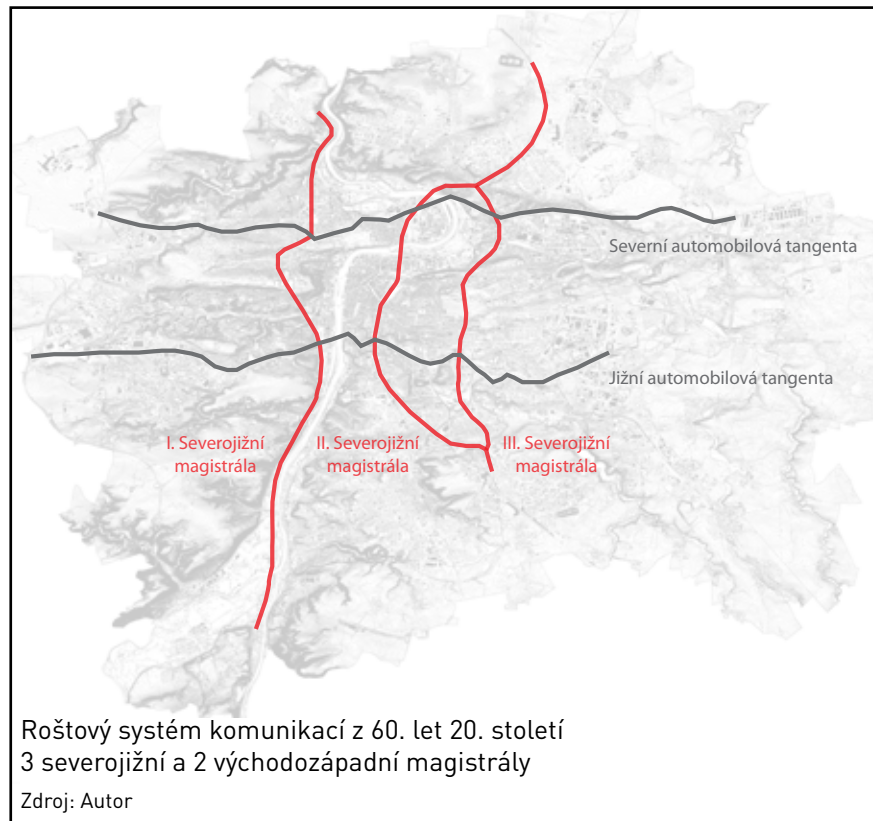 Severní automobilová tangenta
Jižní automobilová tangenta
I. Severojižní
magistrála
II. Severojižní
magistrála
III. Severojižní
magistrála
Roštový systém komunikací z 60. let 20. století
3 severojižní a 2 východozápadní magistrály
Zdroj: Autor